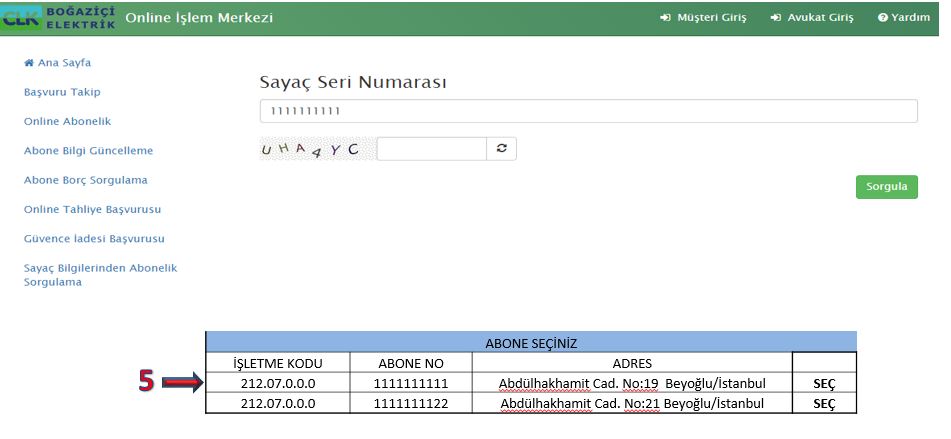 CLK BOĞAZİÇİ ELEKTRİK Online İşlem Merkezi Müşteri Giriş Avukat Giriş Yardım
Ana Sayfa
Başvuru Takip
Online Abonelik
Abone Bilgi Güncelleme
Abone Borç Sorgulama
Online Tahliye Başvurusu
Güvence İadesi Başvurusu
Sayaç Bilgilerinden Abonelik
Sorgulama
Sayaç Seri Numarası
1111111111
UHA4YC
Sorgula
ABONE SEÇİNİZ
İŞLETME KODU ABONE NO ADRES
5 212.07.0.0.0 1111111111 Abdülhakhamit Cad. No:19 Beyoğlu/İstanbul SEÇ
212.07.0.0.0 1111111122 Abdülhakhamit Cad. No:21 Beyoğlu/İstanbul SEÇ